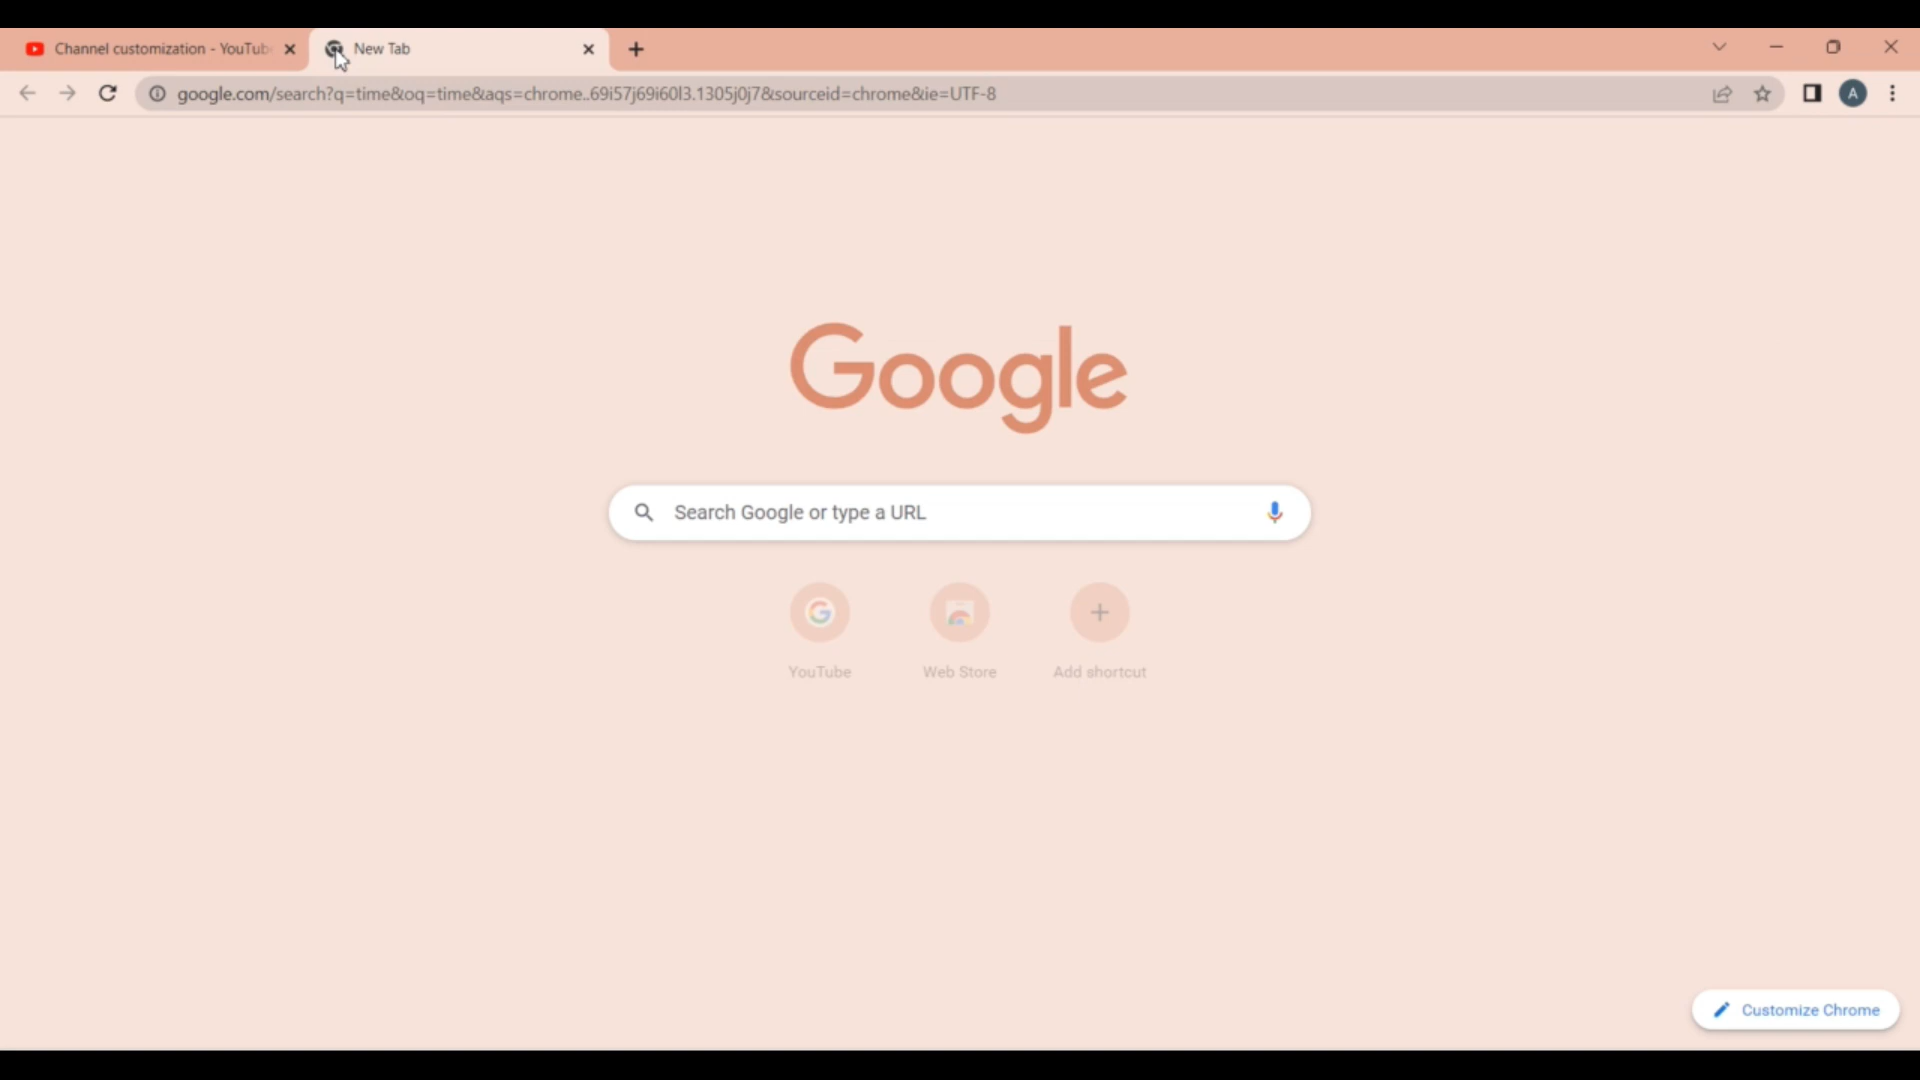 Channel customization - YouTub
New Tab
google.com/search?q=time&oq=time&aqs=chrome..69i57j69i60l3.1305j0j7&sourceid=chrome&ie=UTF-8
A
Google
Search Google or type a URL
G
YouTube
Web Store
Add shortcut
Customize Chrome